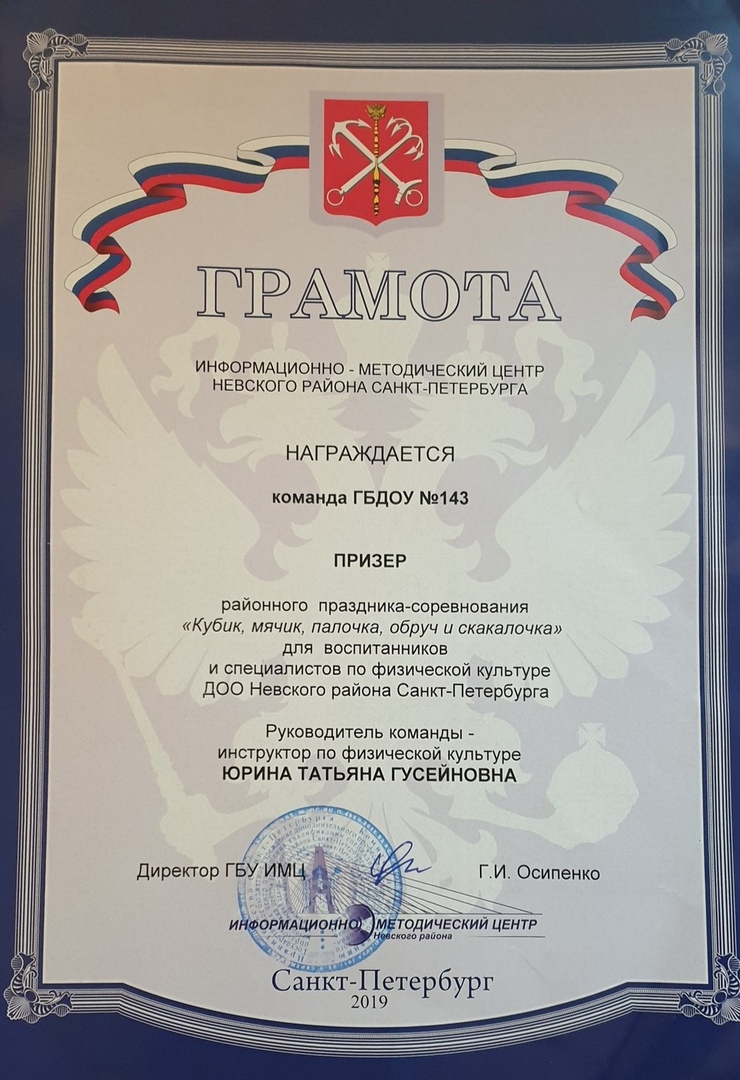 ГРАМОТА
ИНФОРМАЦИОННО - МЕТОДИЧЕСКИЙ ЦЕНТР
НЕВСКОГО РАЙОНА САНКТ-ПЕТЕРБУРГА
НАГРАЖДАЕТСЯ
команда ГБДОУ №143
ПРИЗЕР
районного праздника-соревнования
«Кубик, мячик, палочка, обруч и скакалочка»
для воспитанников
и специалистов по физической культуре
ДОО Невского района Санкт-Петербурга
Руководитель команды -
инструктор по физической культуре
ЮРИНА ТАТЬЯНА ГУСЕЙНОВНА
Директор ГБУ ИМЦ Г.И. Осипенко
ИНФОРМАЦИОННО МЕТОДИЧЕСКИЙ ЦЕНТР
Невского района
Санкт-Петербург
2019